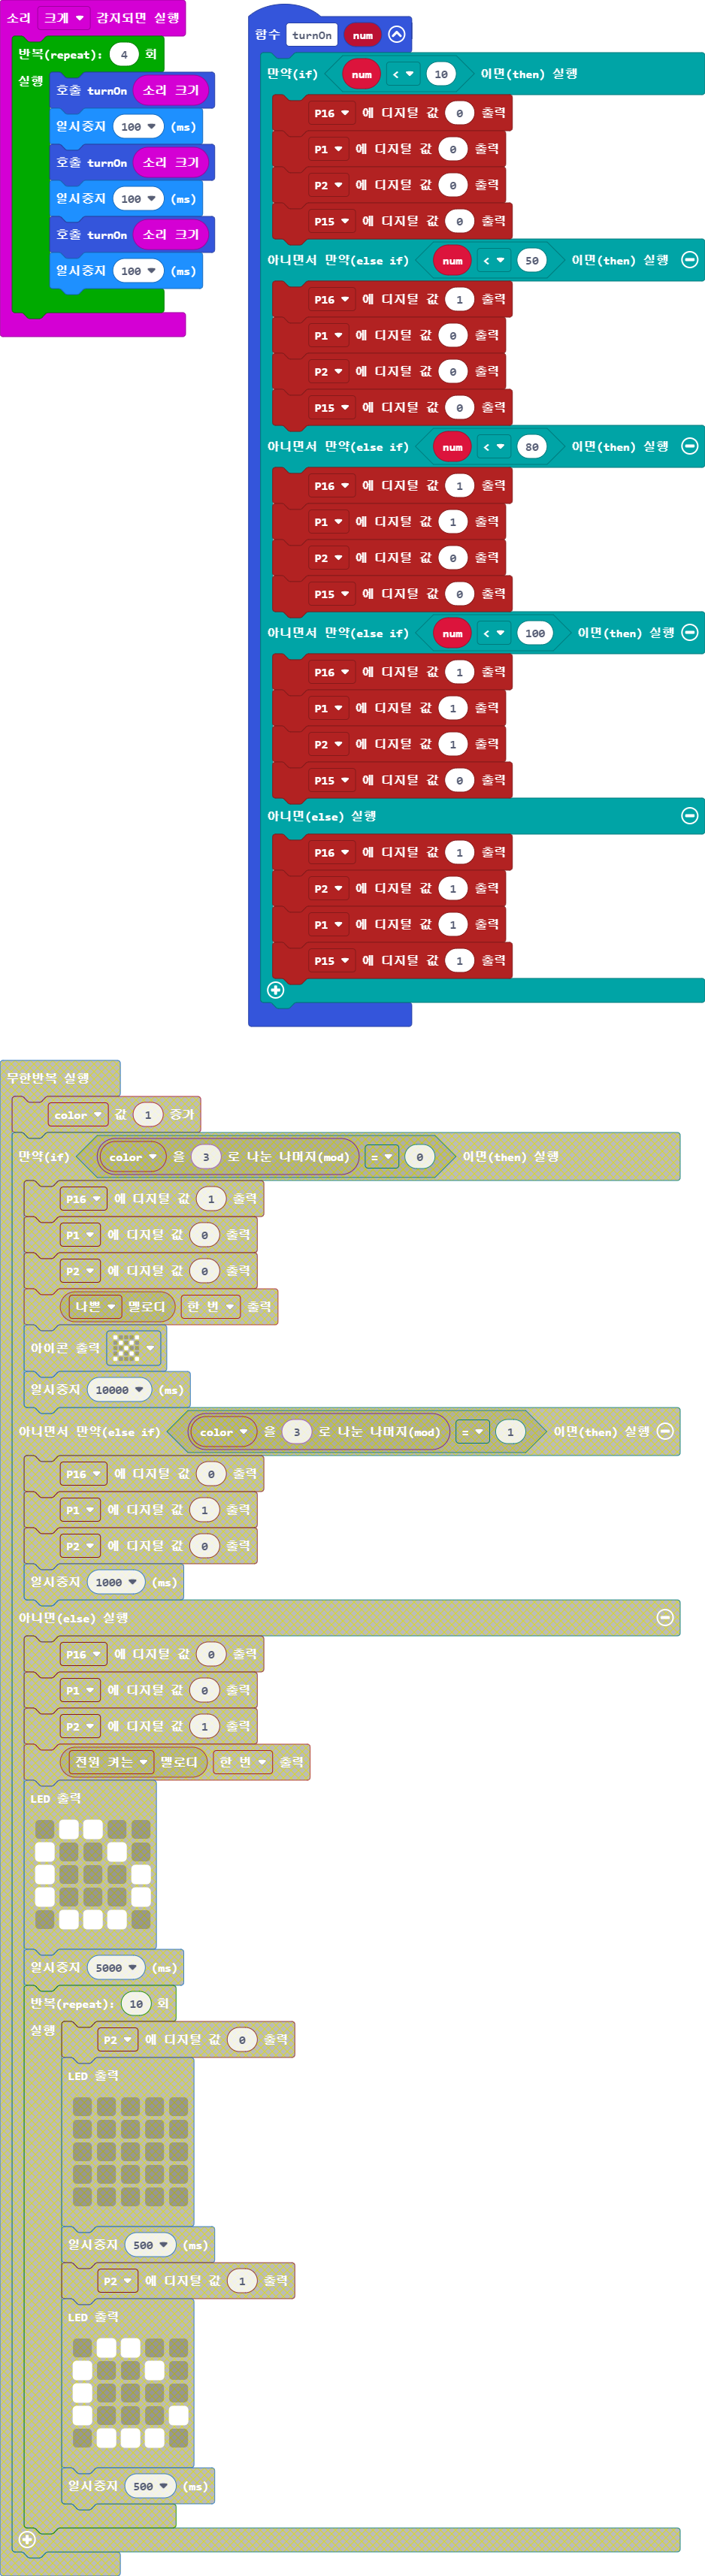 소리 크게 감지되면 실행
반복(repeat): 4 회
실행
호출 turnOn 소리 크기
일시중지 100 (ms)
호출 turnOn 소리 크기
일시중지 100 (ms)
호출 turnOn 소리 크기
일시중지 100 (ms)
함수 turnOn num
만약(if) num < 10 이면(then) 실행
P16 에 디지털 값 0 출력
P1 에 디지털 값 0 출력
P2 에 디지털 값 0 출력
P15 에 디지털 값 0 출력
아니면서 만약(else if) num < 50 이면(then) 실행
P16 에 디지털 값 1 출력
P1 에 디지털 값 0 출력
P2 에 디지털 값 0 출력
P15 에 디지털 값 0 출력
아니면서 만약(else if) num < 80 이면(then) 실행
P16 에 디지털 값 1 출력
P1 에 디지털 값 1 출력
P2 에 디지털 값 0 출력
P15 에 디지털 값 0 출력
아니면서 만약(else if) num < 100 이면(then) 실행
P16 에 디지털 값 1 출력
P1 에 디지털 값 1 출력
P2 에 디지털 값 1 출력
P15 에 디지털 값 0 출력
아니면(else) 실행
P16 에 디지털 값 1 출력
P2 에 디지털 값 1 출력
P1 에 디지털 값 1 출력
P15 에 디지털 값 1 출력
무한반복 실행
color 값 1 증가
만약(if) color 을 3 로 나눈 나머지(mod) = 0 이면(then) 실행
P16 에 디지털 값 1 출력
P1 에 디지털 값 0 출력
P2 에 디지털 값 0 출력
나쁜 멜로디 한 번 출력
아이콘 출력
일시중지 10000 (ms)
아니면서 만약(else if) color 을 3 로 나눈 나머지(mod) = 1 이면(then) 실행
P16 에 디지털 값 0 출력
P1 에 디지털 값 1 출력
P2 에 디지털 값 0 출력
일시중지 1000 (ms)
아니면(else) 실행
P16 에 디지털 값 0 출력
P1 에 디지털 값 0 출력
P2 에 디지털 값 1 출력
전원 켜는 멜로디 한 번 출력
LED 출력
일시중지 5000 (ms)
반복(repeat): 10 회
실행
P2 에 디지털 값 0 출력
LED 출력
일시중지 500 (ms)
P2 에 디지털 값 1 출력
LED 출력
일시중지 500 (ms)